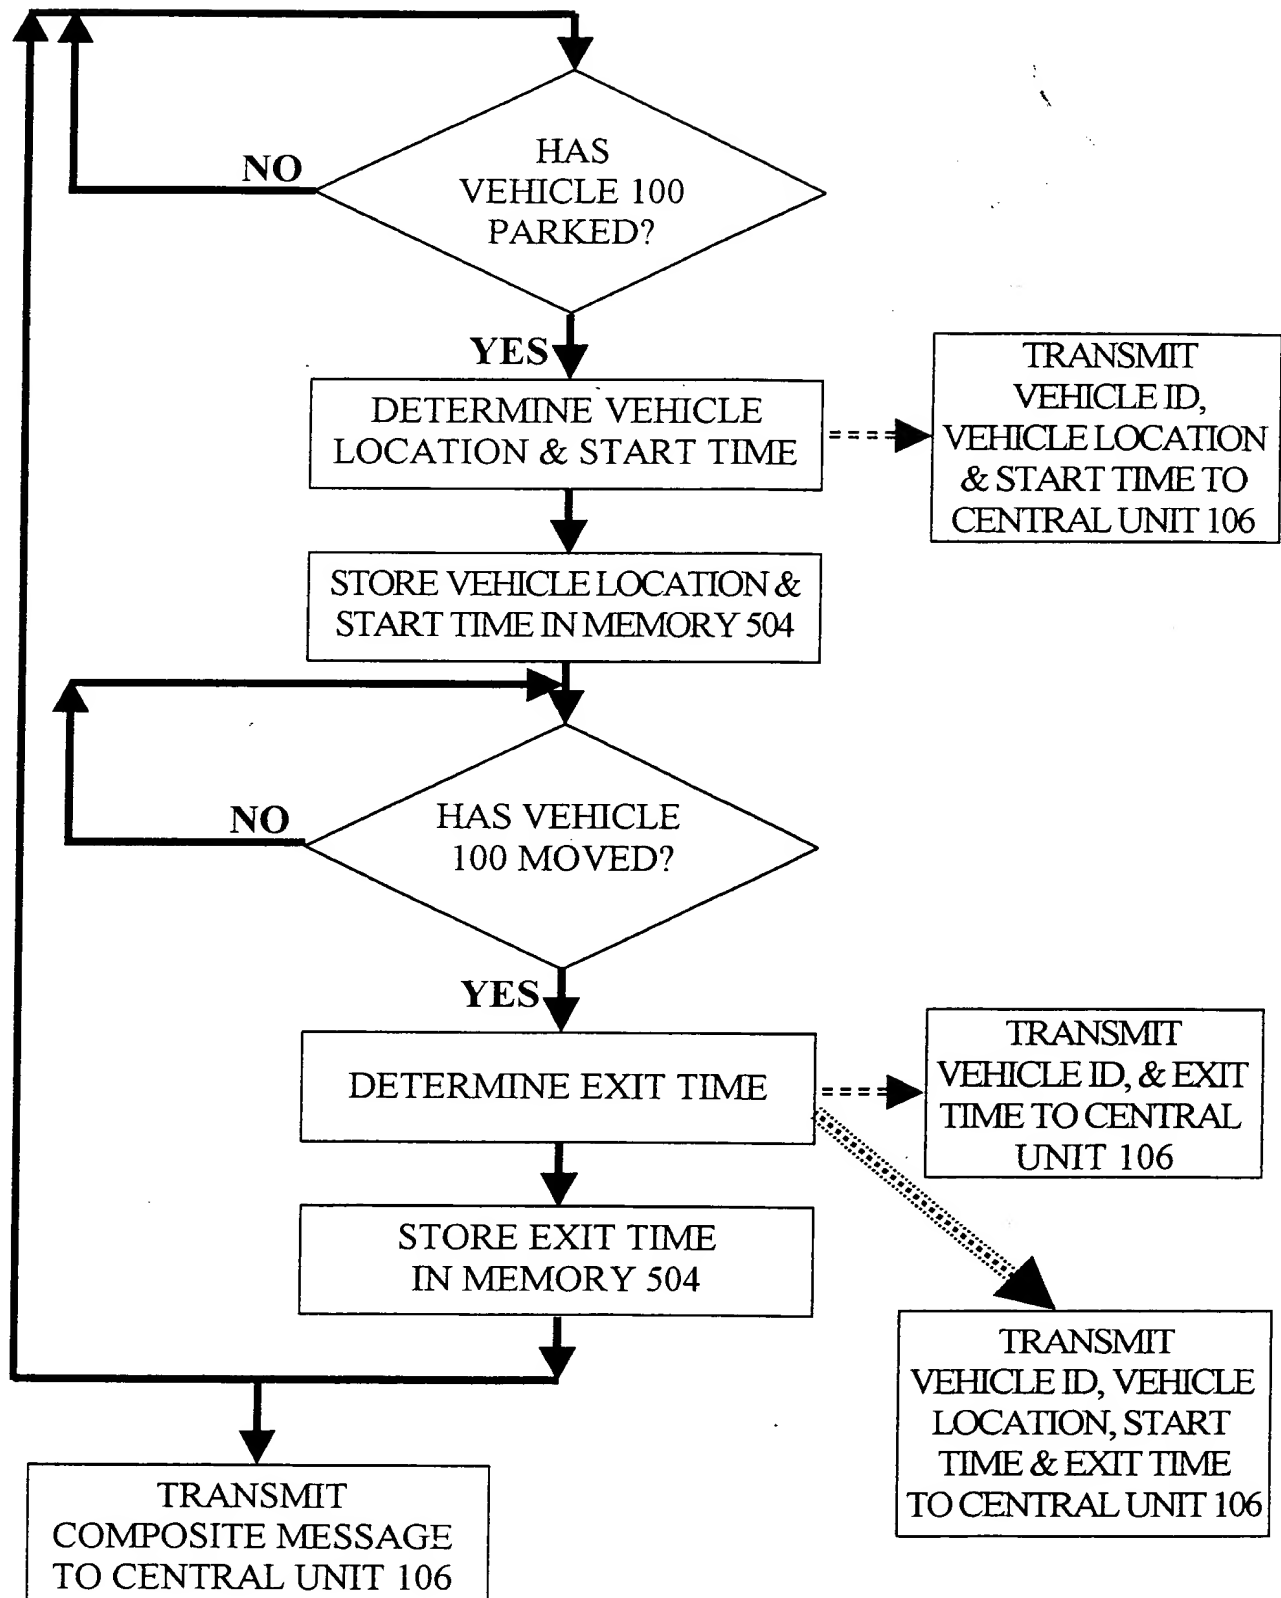 HAS
VEHICLE 100
PARKED?
NO
YES
DETERMINE VEHICLE
LOCATION & START TIME
TRANSMIT
VEHICLE ID,
VEHICLE LOCATION
& START TIME TO
CENTRAL UNIT 106
STORE VEHICLE LOCATION &
START TIME IN MEMORY 504
HAS VEHICLE
100 MOVED?
NO
YES
DETERMINE EXIT TIME
TRANSMIT
VEHICLE ID, & EXIT
TIME TO CENTRAL
UNIT 106
STORE EXIT TIME
IN MEMORY 504
TRANSMIT
VEHICLE ID, VEHICLE
LOCATION, START
TIME & EXIT TIME
TO CENTRAL UNIT 106
TRANSMIT
COMPOSITE MESSAGE
TO CENTRAL UNIT 106